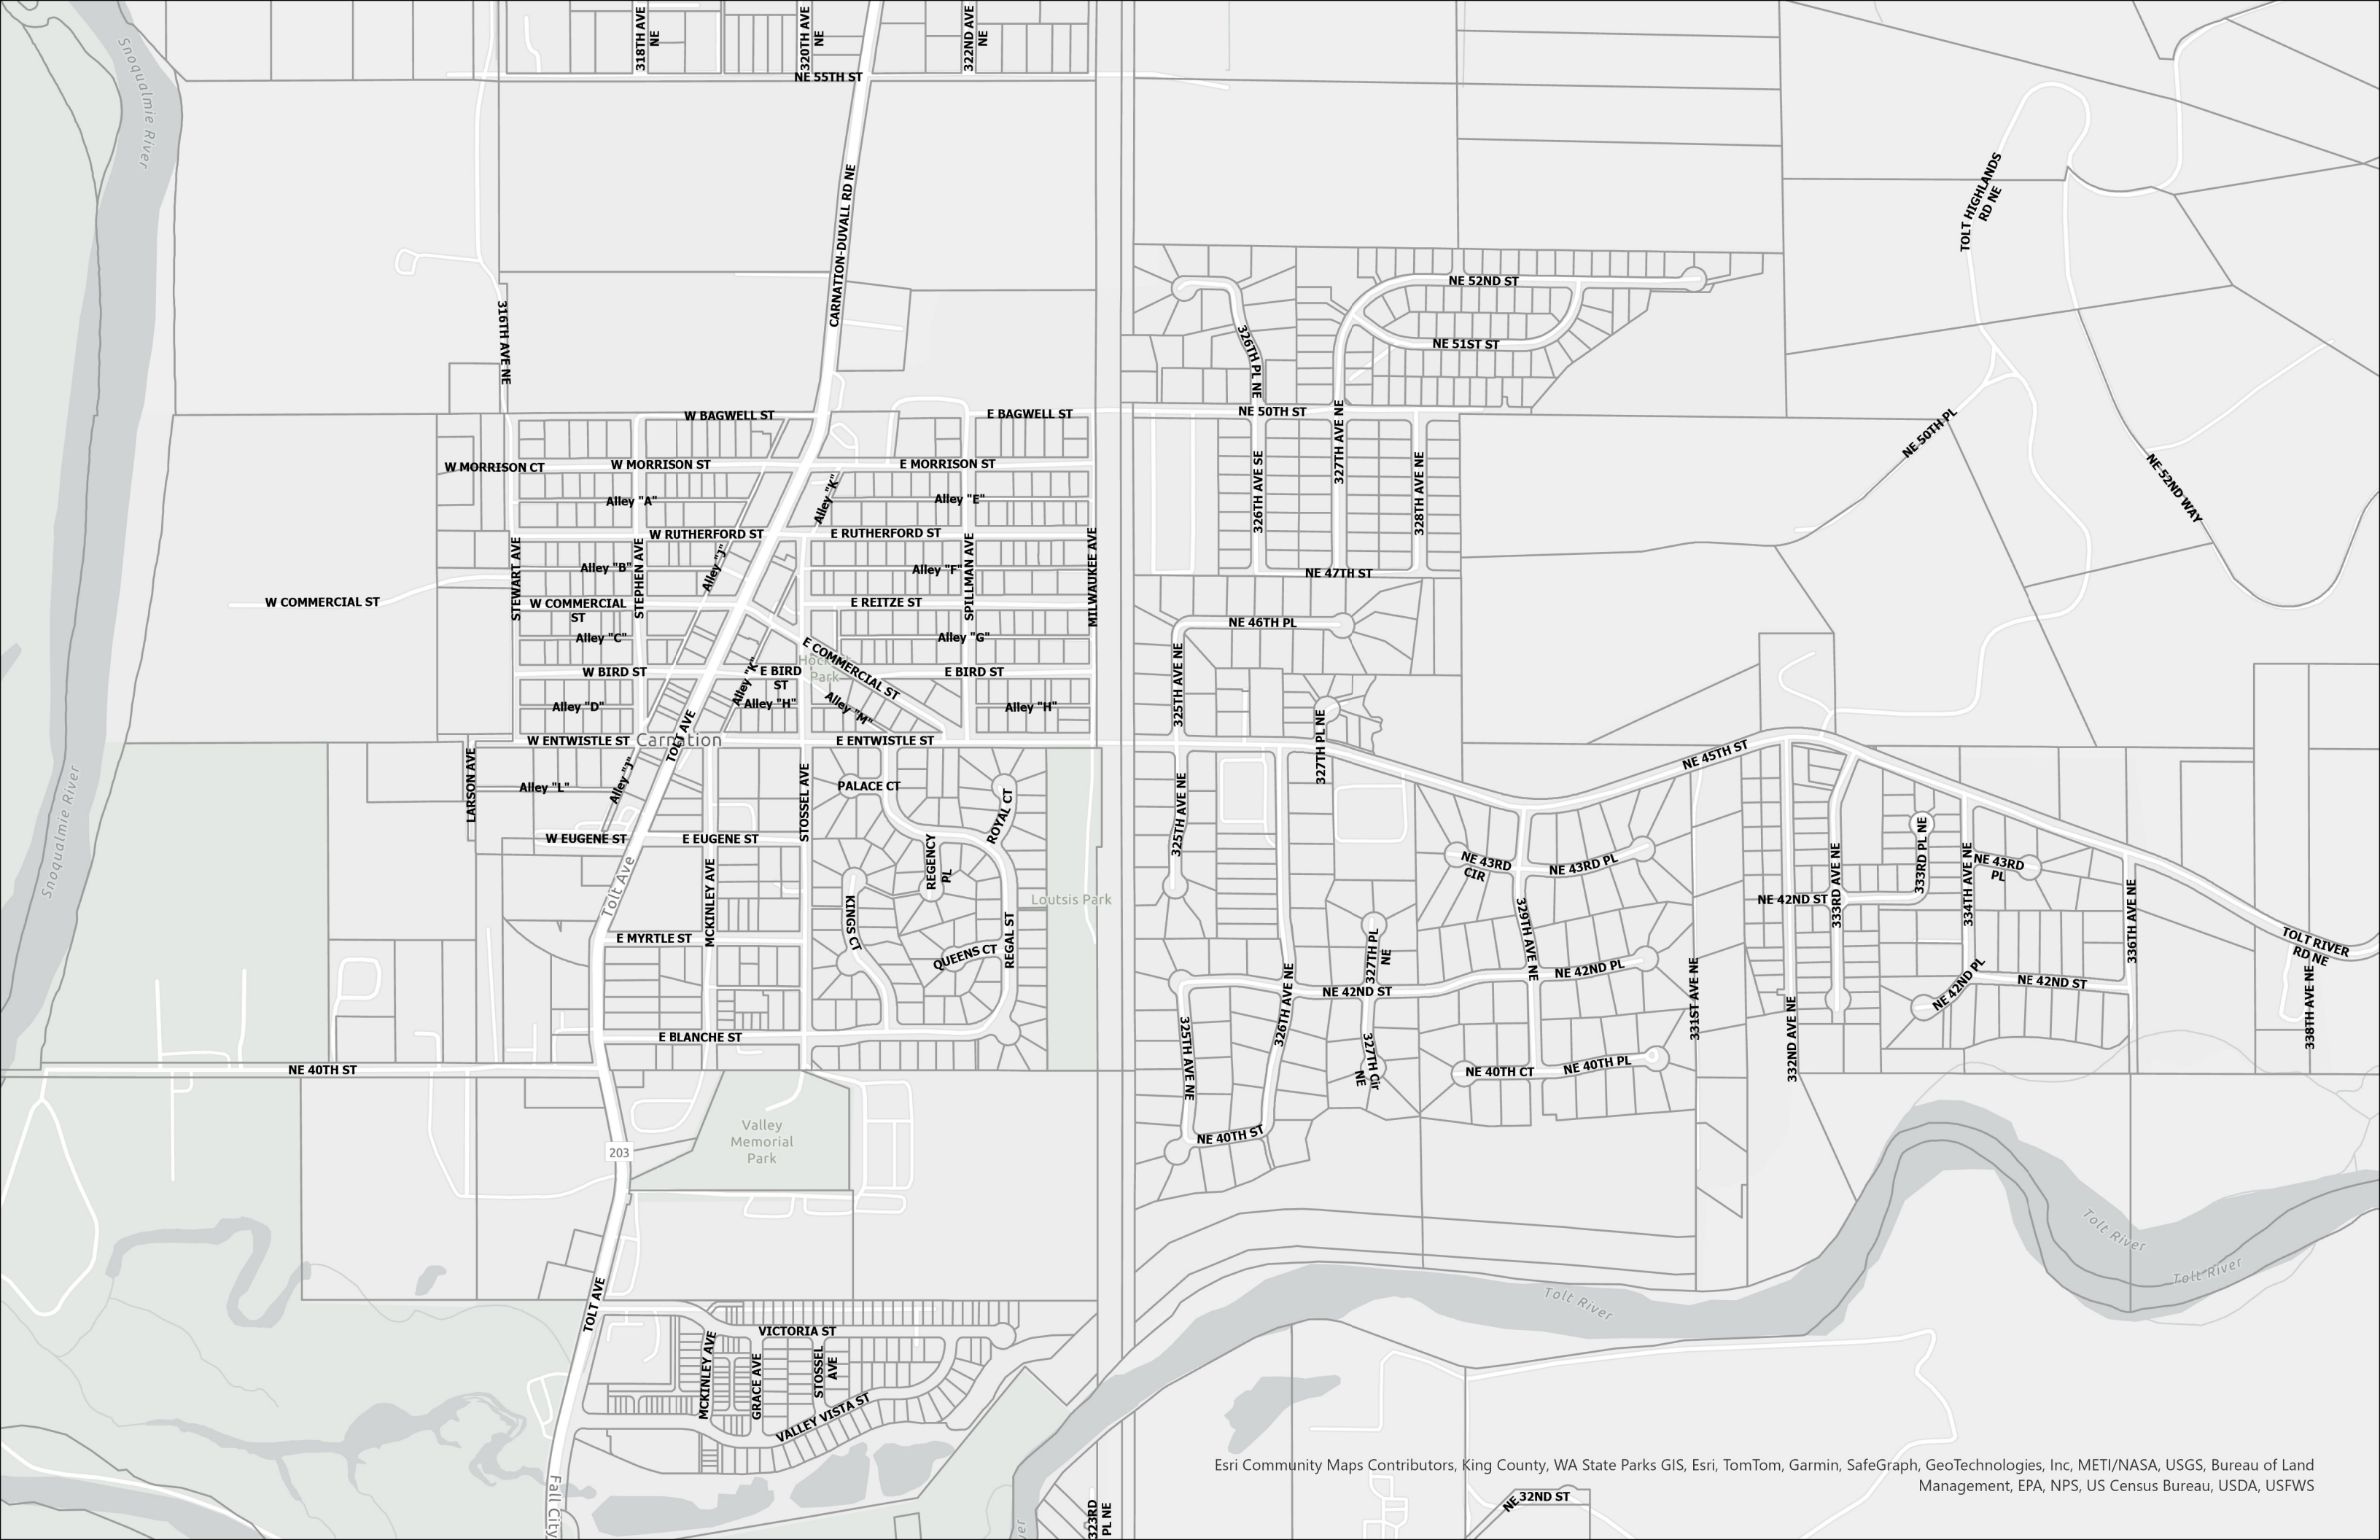 318TH AVE
NE
320TH AVE
NE
322ND AVE
NE
NE 55TH ST
Snoqualmie River
CARNATION-DUVALL RD NE
TOLT HIGHLANDS
RD NE
316TH AVE NE
326TH PL NE
NE 52ND ST
NE 51ST ST
W BAGWELL ST
E BAGWELL ST
NE 50TH ST
327TH AVE NE
NE 50TH PL
W MORRISON CT
W MORRISON ST
E MORRISON ST
326TH AVE SE
328TH AVE NE
NE 52ND WAY
Alley "A"
Alley "K"
Alley "E"
W RUTHERFORD ST
E RUTHERFORD ST
STEWART AVE
STEPHEN AVE
Alley "B"
Alley "J"
Alley "F"
SPILLMAN AVE
MILWAUKEE AVE
NE 47TH ST
W COMMERCIAL ST
W COMMERCIAL
ST
E REITZE ST
NE 46TH PL
Alley "C"
E COMMERCIAL ST
Alley "G"
325TH AVE NE
W BIRD ST
Alley "K"
E BIRD
ST
Park
E BIRD ST
Alley "D"
Alley "H"
Alley "M"
Alley "H"
327TH PL NE
W ENTWISTLE ST
Carnation
TOLT AVE
E ENTWISTLE ST
NE 45TH ST
LARSON AVE
Alley "L"
Alley "J"
STOSSEL AVE
PALACE CT
ROYAL CT
325TH AVE NE
Snoqualmie River
W EUGENE ST
E EUGENE ST
REGENCY
PL
NE 43RD
CIR
NE 43RD PL
333RD AVE NE
333RD PL NE
334TH AVE NE
NE 43RD
PL
Tolt Ave
MCKINLEY AVE
KINGS CT
Loutsis Park
329TH AVE NE
NE 42ND ST
336TH AVE NE
E MYRTLE ST
QUEENS CT
REGAL ST
327TH PL
NE
NE 42ND PL
331ST AVE NE
TOLT RIVER
RD NE
326TH AVE NE
NE 42ND ST
NE 42ND PL
NE 42ND ST
338TH AVE NE
E BLANCHE ST
325TH AVE NE
327TH Cir
NE
332ND AVE NE
NE 40TH ST
NE 40TH CT
NE 40TH PL
Valley
Memorial
Park
NE 40TH ST
203
Tolt River
Tolt River
Tolt River
TOLT AVE
VICTORIA ST
MCKINLEY AVE
GRACE AVE
STOSSEL
AVE
VALLEY VISTA ST
Fall City
323RD
PL NE
Esri Community Maps Contributors, King County, WA State Parks GIS, Esri, TomTom, Garmin, SafeGraph, GeoTechnologies, Inc, METI/NASA, USGS, Bureau of Land
Management, EPA, NPS, US Census Bureau, USDA, USFWS
NE 32ND ST